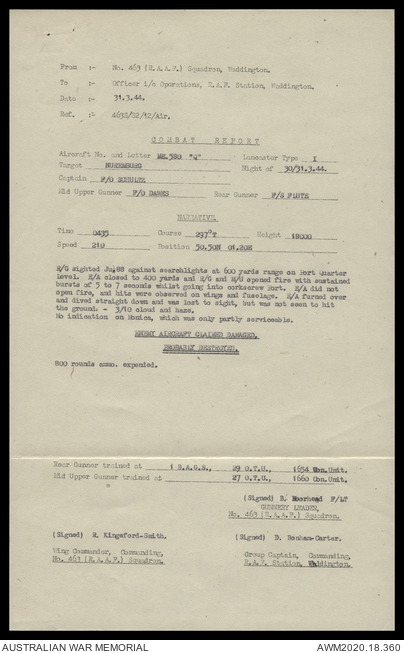 From :- No. 463 (R.A.A.F.) Squadron, Waddington.
To :- Officer i/c Operations, R.A.F. Station, Waddington.
Date :- 31.3.44.
Ref. :- 463S/S2/12/Air.
COMBAT REPORT
Aircraft No. and Letter "Q" Lancaster Type I
Target NUREMBURG Night of 30/31.3.44.
Captain F/O SCHULTZ
Mid Upper Gunner F/O DAWES Rear Gunner F/S FLUTE
NARRATIVE.
Time 0435 Course 297°T Height 18000
Speed 210 Position 50.50N 01.20E
R/G sighted Ju.88 against searchlights at 600 yards range on Port Quarter
level. E/A closed to 400 yards and R/G and M/U opened fire with sustained
bursts of 5 to 7 seconds whilst going into corkscrew Port. E/A did not
open fire, and hits were observed on wings and fuselage. E/A turned over
and dived straight down and was lost to sight, but was not seen to hit
the ground. - 3/10 cloud and haze.
No indication on Monica, which was only partly serviceable.
ENEMY AIRCRAFT CLAIMED DAMAGED.
PROBABLY DESTROYED.
800 rounds ammo. expended.
Rear Gunner trained at 1 B.A.G.S., 29 O.T.U., 1654 Con.Unit.
Mid Upper Gunner trained at 27 O.T.U., 1660 Con.Unit.
(Signed) B. Moorhead F/LT
GUNNERY LEADER,
No. 463 (R.A.A.F.) Squadron.
(Signed) R. Kingsford-Smith. (Signed) D. Bonham-Carter.
Wing Commander, Commanding, Group Captain, Commanding,
No. 463 (R.A.A.F.) Squadron. R.A.F. Station, Waddington.
AUSTRALIAN WAR MEMORIAL AWM2020.18.360